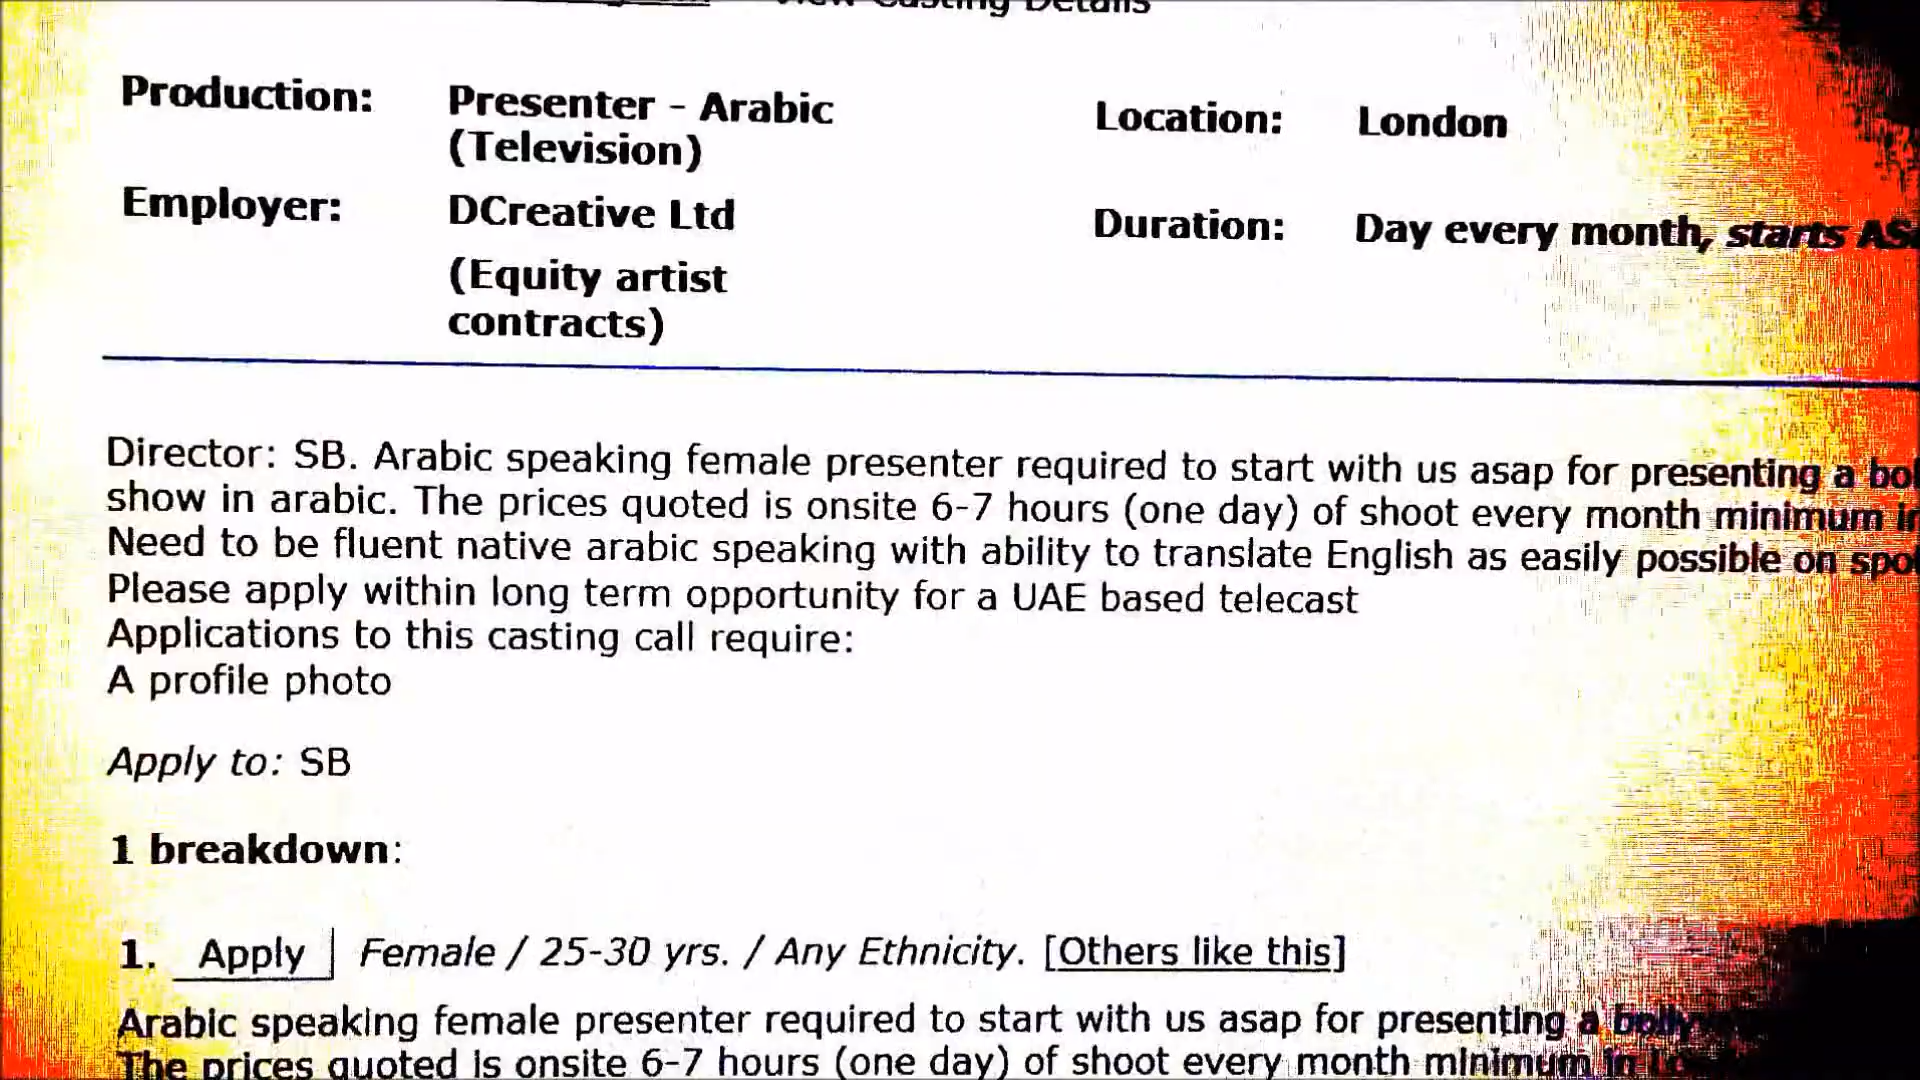 View Casting Details
Production: Presenter - Arabic (Television)
Location: London
Employer: DCreative Ltd
(Equity artist contracts)
Duration: Day every month, starts
Director: SB. Arabic speaking female presenter required to start with us asap for presenting a
show in arabic. The prices quoted is onsite 6-7 hours (one day) of shoot every month minimum
Need to be fluent native arabic speaking with ability to translate English as easily possible on
Please apply within long term opportunity for a UAE based telecast
Applications to this casting call require:
A profile photo
Apply to: SB
1 breakdown:
1. Apply Female / 25-30 yrs. / Any Ethnicity. [Others like this]
Arabic speaking female presenter required to start with us asap for presenting a
The prices quoted is onsite 6-7 hours (one day) of shoot every month minimum in